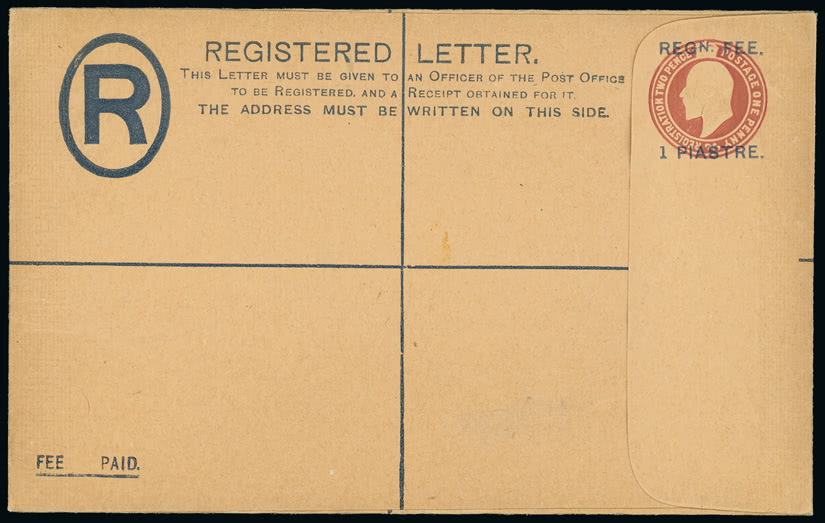 R
REGISTERED LETTER.
THIS LETTER MUST BE GIVEN TO AN OFFICER OF THE POST OFFICE
TO BE REGISTERED, AND A RECEIPT OBTAINED FOR IT.
THE ADDRESS MUST BE WRITTEN ON THIS SIDE.
REGN. FEE.
REGISTRATION TWO PENCE
POSTAGE ONE PENNY
1 PIASTRE.
FEE PAID.